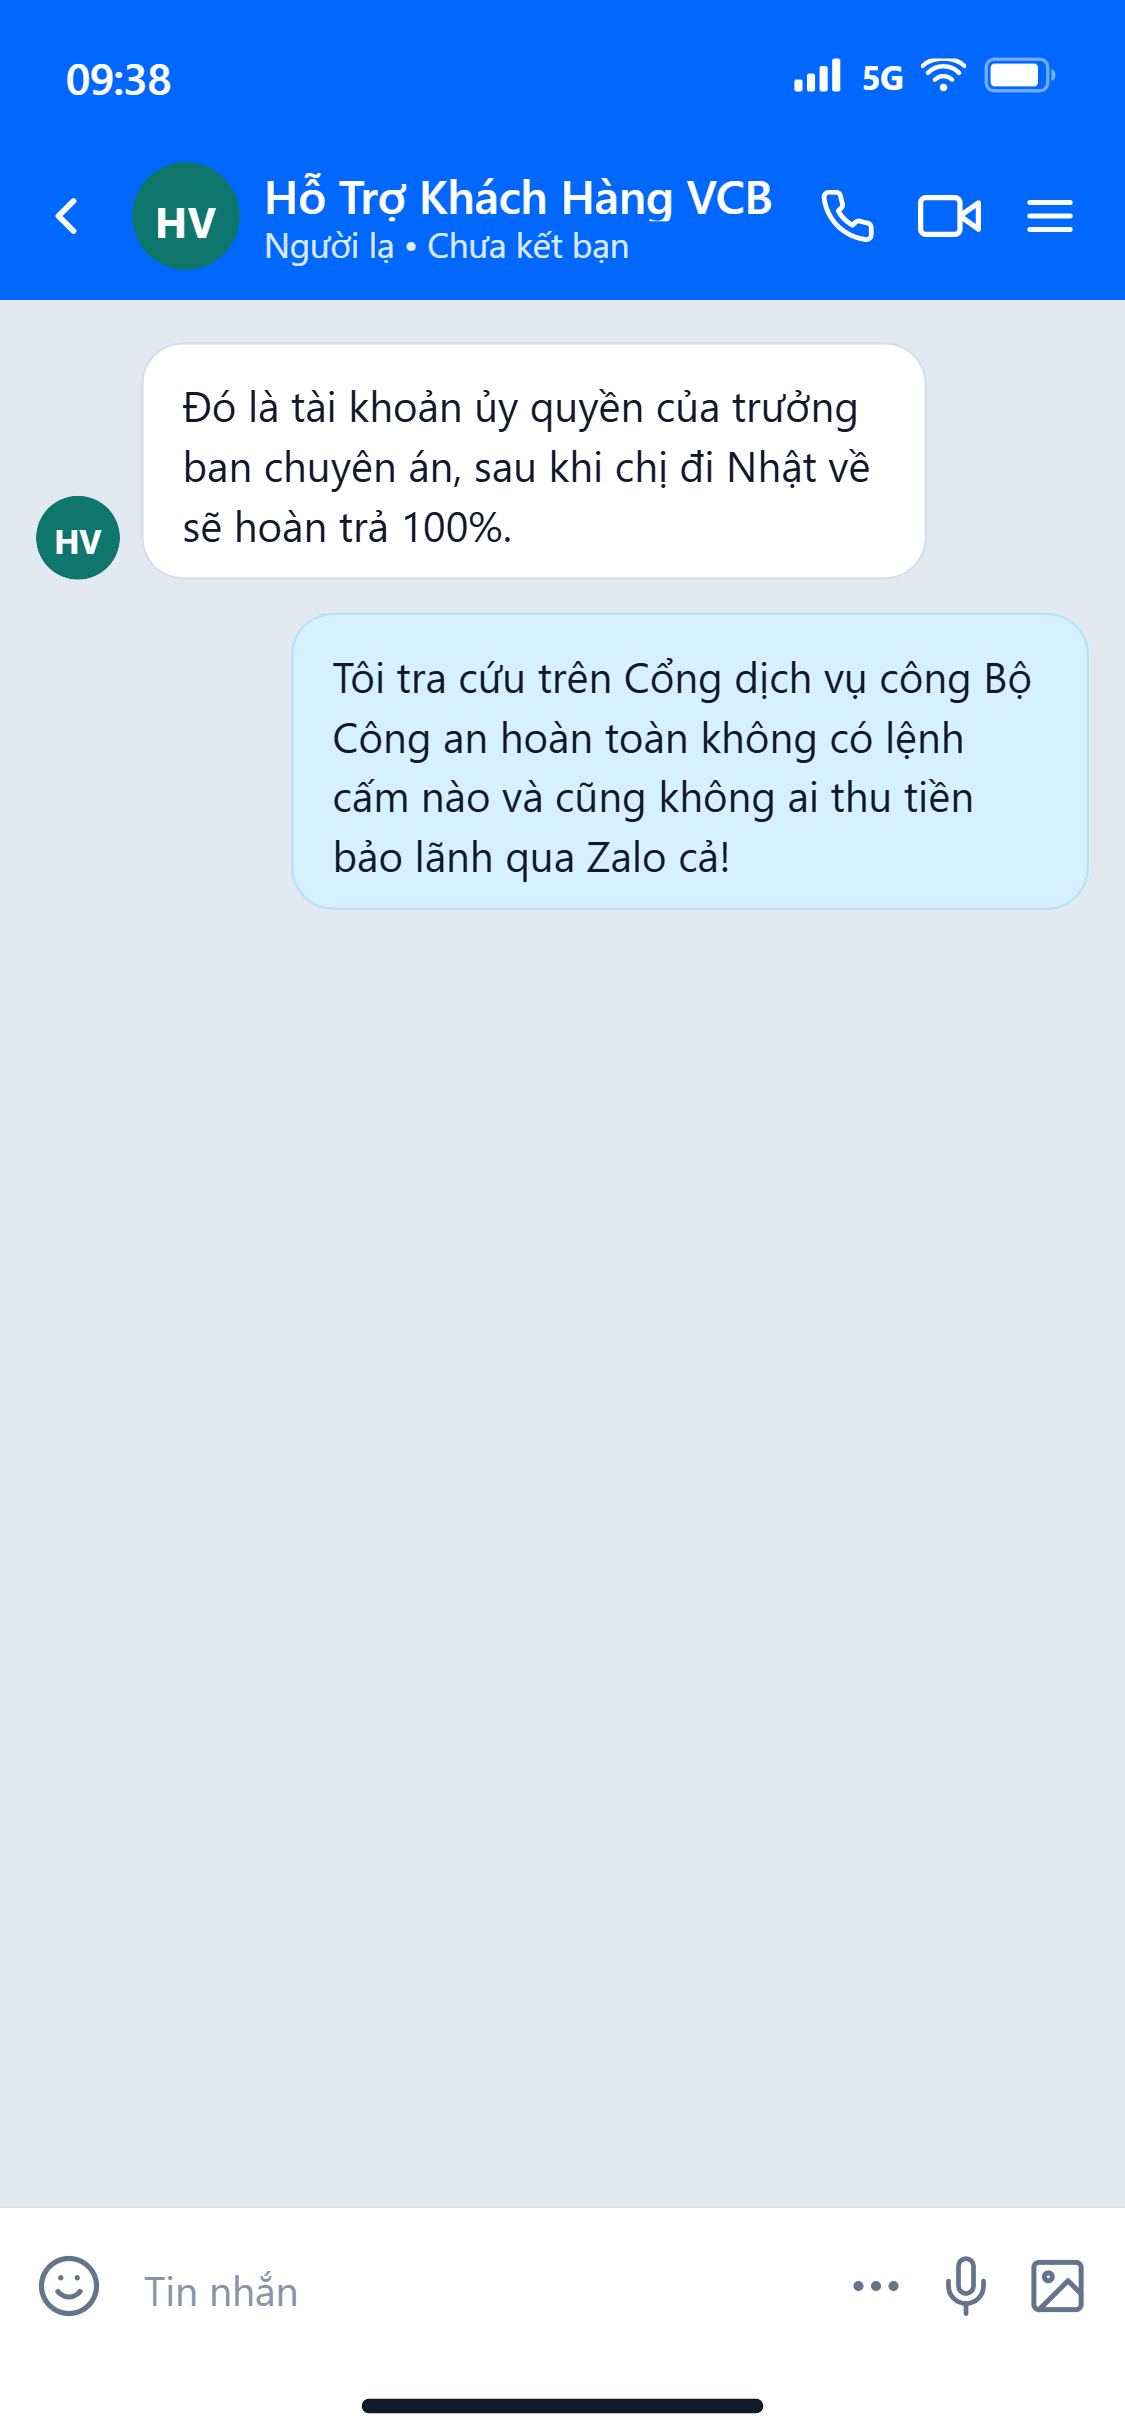 09:38
5G
HV
Hỗ Trợ Khách Hàng VCB
Người lạ • Chưa kết bạn
Đó là tài khoản ủy quyền của trưởng
ban chuyên án, sau khi chị đi Nhật về
sẽ hoàn trả 100%.
HV
Tôi tra cứu trên Cổng dịch vụ công Bộ
Công an hoàn toàn không có lệnh
cấm nào và cũng không ai thu tiền
bảo lãnh qua Zalo cả!
Tin nhắn